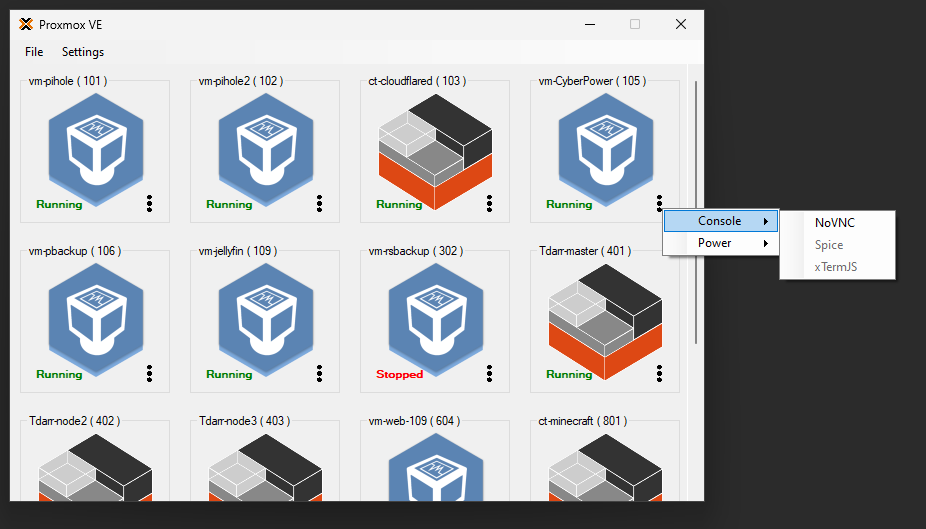 Proxmox VE
File Settings
vm-pihole ( 101 ) vm-pihole2 ( 102 ) ct-cloudflared ( 103 ) vm-CyberPower ( 105 )
Running Running Running Running
Console NoVNC
Power Spice
xTermJS
vm-pbackup ( 106 ) vm-jellyfin ( 109 ) vm-rsbackup ( 302 ) Tdarr-master ( 401 )
Running Running Stopped Running
Tdarr-node2 ( 402 ) Tdarr-node3 ( 403 ) vm-web-109 ( 604 ) ct-minecraft ( 801 )